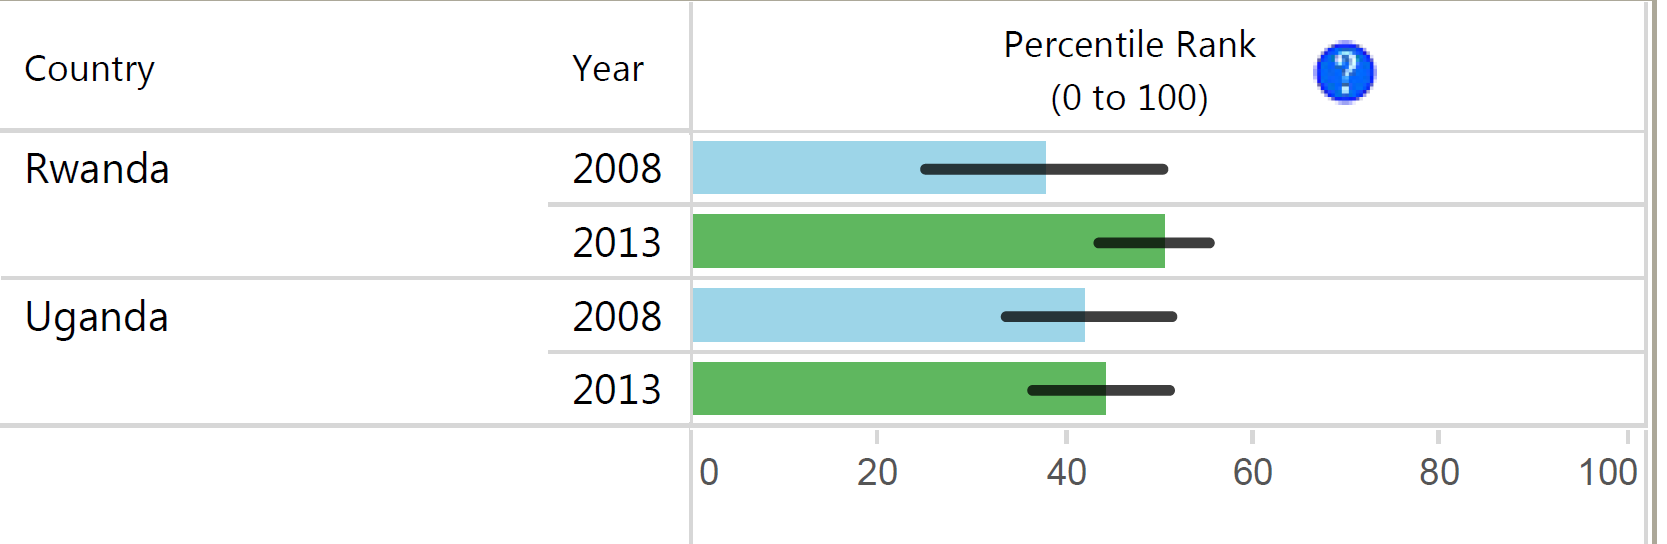 Country Year Percentile Rank
(0 to 100) ?
Rwanda 2008
2013
Uganda 2008
2013
0 20 40 60 80 100